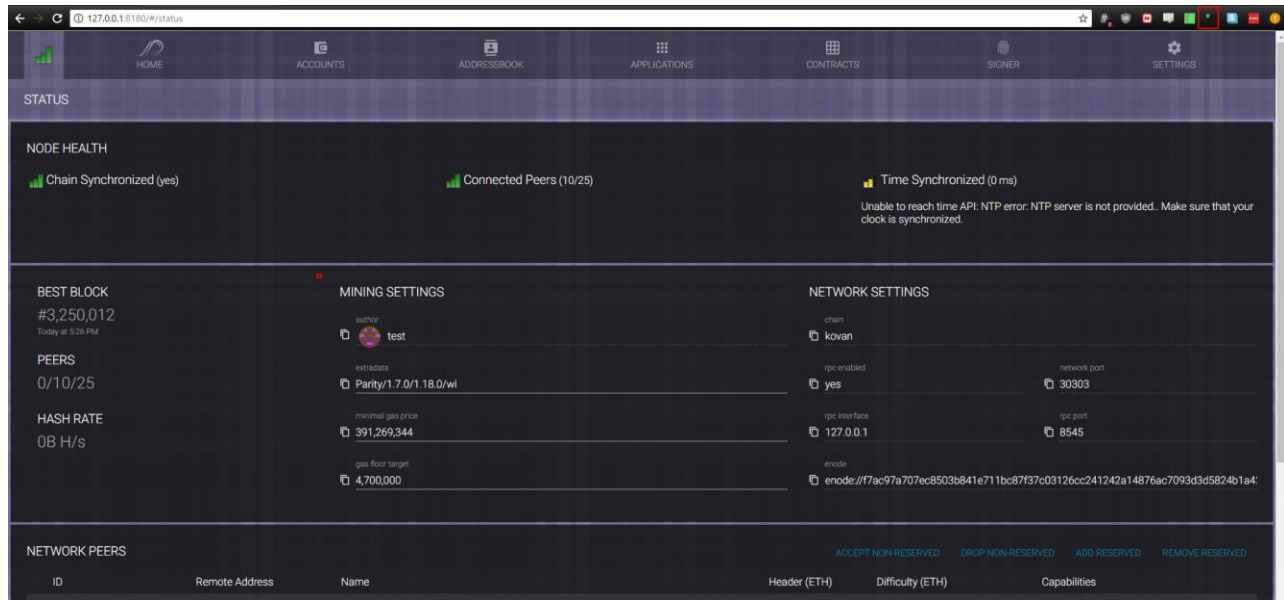 127.0.0.1:8180/#/status
HOME
ACCOUNTS
ADDRESSBOOK
APPLICATIONS
CONTRACTS
SIGNER
SETTINGS
STATUS
NODE HEALTH
Chain Synchronized (yes)
Connected Peers (10/25)
Time Synchronized (0 ms)
Unable to reach time API: NTP error: NTP server is not provided.. Make sure that your
clock is synchronized.
BEST BLOCK
#3,250,012
Today at 5:26 PM
PEERS
0/10/25
HASH RATE
0B H/s
MINING SETTINGS
author
test
extradata
Parity/1.7.0/1.18.0/wi
minimal gas price
391,269,344
gas floor target
4,700,000
NETWORK SETTINGS
chain
kovan
rpc enabled
yes
network port
30303
rpc interface
127.0.0.1
rpc port
8545
enode
enode://f7ac97a707ec8503b841e711bc87f37c03126cc241242a14876ac7093d3d5824b1a4
NETWORK PEERS
ACCEPT NON-RESERVED
DROP NON-RESERVED
ADD RESERVED
REMOVE RESERVED
ID
Remote Address
Name
Header (ETH)
Difficulty (ETH)
Capabilities